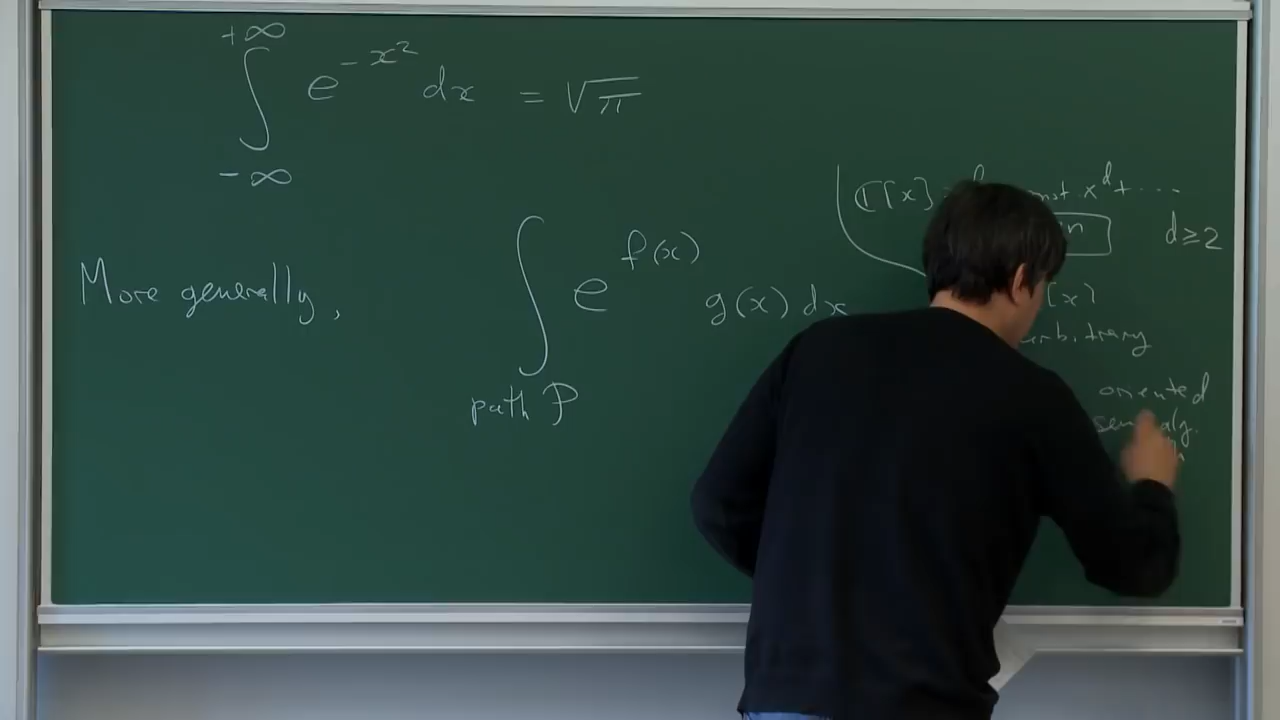 +∞
∫ e^{-x²} dx = √π
-∞
More generally, ∫ e^{f(x)} g(x) dx
path P
ℂ[x] x^d + ...
d ≥ 2
[x]
arbitrary
oriented